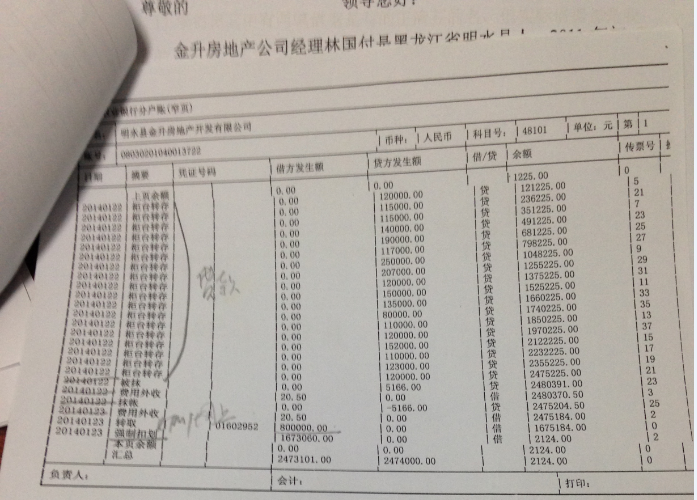 尊敬的 领导您好！
金升房地产公司经理林国付是黑龙江省明水县
银行分户账(窄页)
明水县金升房地产开发有限公司 币种: 人民币 科目号: 48101 单位: 元 第 1
账号: 08030201040013722
日期 摘要 凭证号码 借方发生额 贷方发生额 借/贷 余额 传票号
上页余额 0.00 0.00 1225.00 0
20140122 柜台转存 0.00 120000.00 贷 121225.00 5
20140122 柜台转存 0.00 115000.00 贷 236225.00 21
20140122 柜台转存 0.00 115000.00 贷 351225.00 7
20140122 柜台转存 0.00 140000.00 贷 491225.00 23
20140122 柜台转存 0.00 190000.00 贷 681225.00 25
20140122 柜台转存 0.00 117000.00 贷 798225.00 27
20140122 柜台转存 0.00 250000.00 贷 1048225.00 9
20140122 柜台转存 0.00 207000.00 贷 1255225.00 29
20140122 柜台转存 0.00 120000.00 贷 1375225.00 31
20140122 柜台转存 0.00 150000.00 贷 1525225.00 11
20140122 柜台转存 0.00 135000.00 贷 1660225.00 33
20140122 柜台转存 0.00 80000.00 贷 1740225.00 35
20140122 柜台转存 0.00 110000.00 贷 1850225.00 13
20140122 柜台转存 0.00 120000.00 贷 1970225.00 37
20140122 柜台转存 0.00 152000.00 贷 2122225.00 15
20140122 柜台转存 0.00 110000.00 贷 2232225.00 17
20140122 柜台转存 0.00 123000.00 贷 2355225.00 19
20140122 柜台转存 0.00 120000.00 贷 2475225.00 21
20140122 被抹 0.00 5166.00 贷 2480391.00 23
20140123 费用外收 20.50 0.00 借 2480370.50 3
20140122 抹账 0.00 -5166.00 贷 2475204.50 25
20140123 费用外收 20.50 0.00 借 2475184.00 2
20140123 转取 01602952 800000.00 0.00 借 1675184.00 0
20140123 强制扣划 1673060.00 0.00 借 2124.00 2
本页余额 0.00 0.00 2124.00 0
汇总 2473101.00 2474000.00 2124.00 0
贷款
负责人: 会计: 打印: